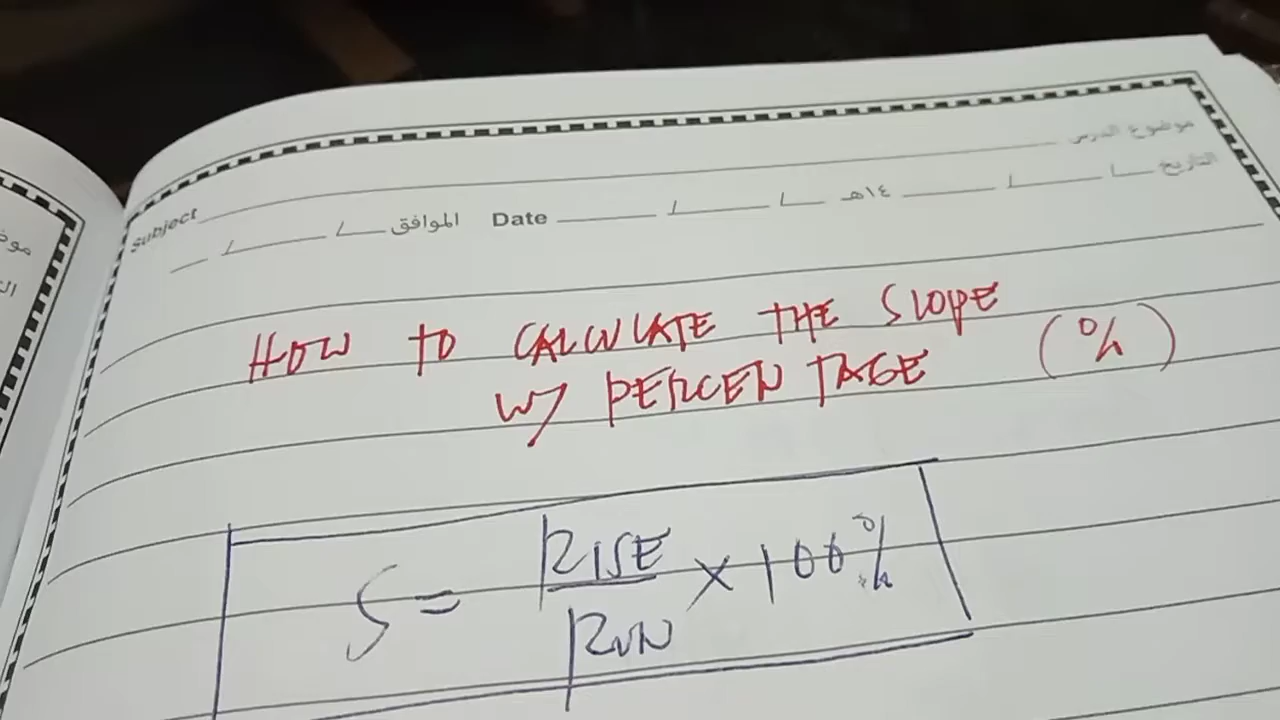 موضوع الدرس
Subject
التاريخ / / ١٤هـ Date / / الموافق / /
HOW TO CALCULATE THE SLOPE
W/ PERCENTAGE (%)
S = RISE / RUN × 100%